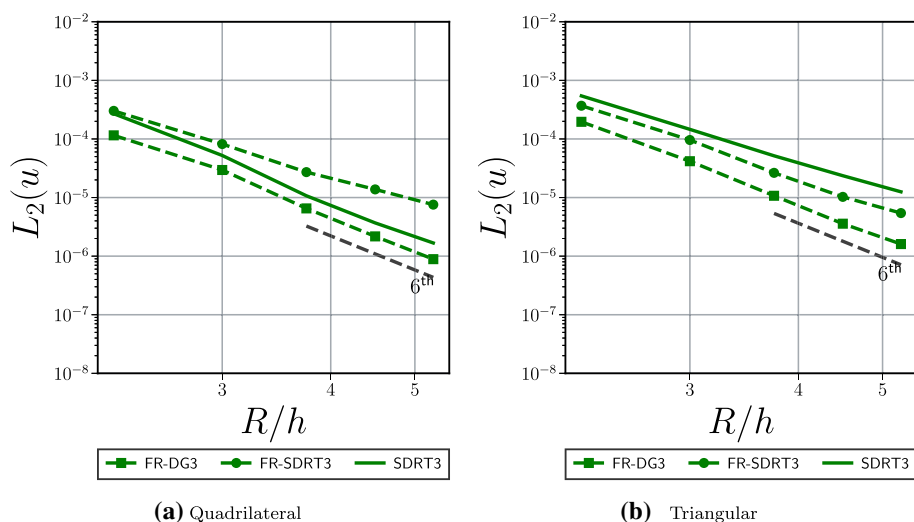 10⁻²
10⁻³
10⁻⁴
10⁻⁵
10⁻⁶
10⁻⁷
10⁻⁸
L₂(u)
6th
3 4 5
R/h
FR-DG3 FR-SDRT3 SDRT3
(a) Quadrilateral
10⁻²
10⁻³
10⁻⁴
10⁻⁵
10⁻⁶
10⁻⁷
10⁻⁸
L₂(u)
6th
3 4 5
R/h
FR-DG3 FR-SDRT3 SDRT3
(b) Triangular